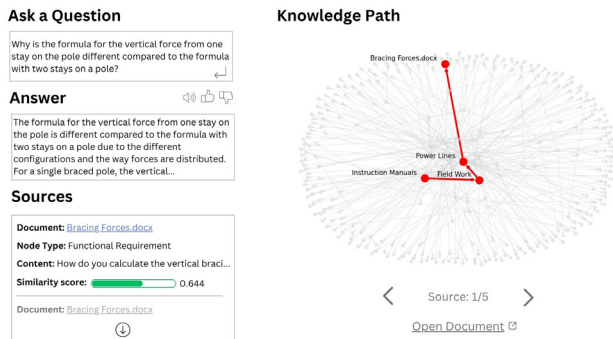 Ask a Question
Why is the formula for the vertical force from one
stay on the pole different compared to the formula
with two stays on a pole?
Answer
The formula for the vertical force from one stay on
the pole is different compared to the formula with
two stays on a pole due to the different
configurations and the way forces are distributed.
For a single braced pole, the vertical...
Sources
Document: Bracing Forces.docx
Node Type: Functional Requirement
Content: How do you calculate the vertical braci...
Similarity score: 0.644
Document: Bracing Forces.docx
Knowledge Path
Bracing Forces.docx
Power Lines
Instruction Manuals
Field Work
Source: 1/5
Open Document